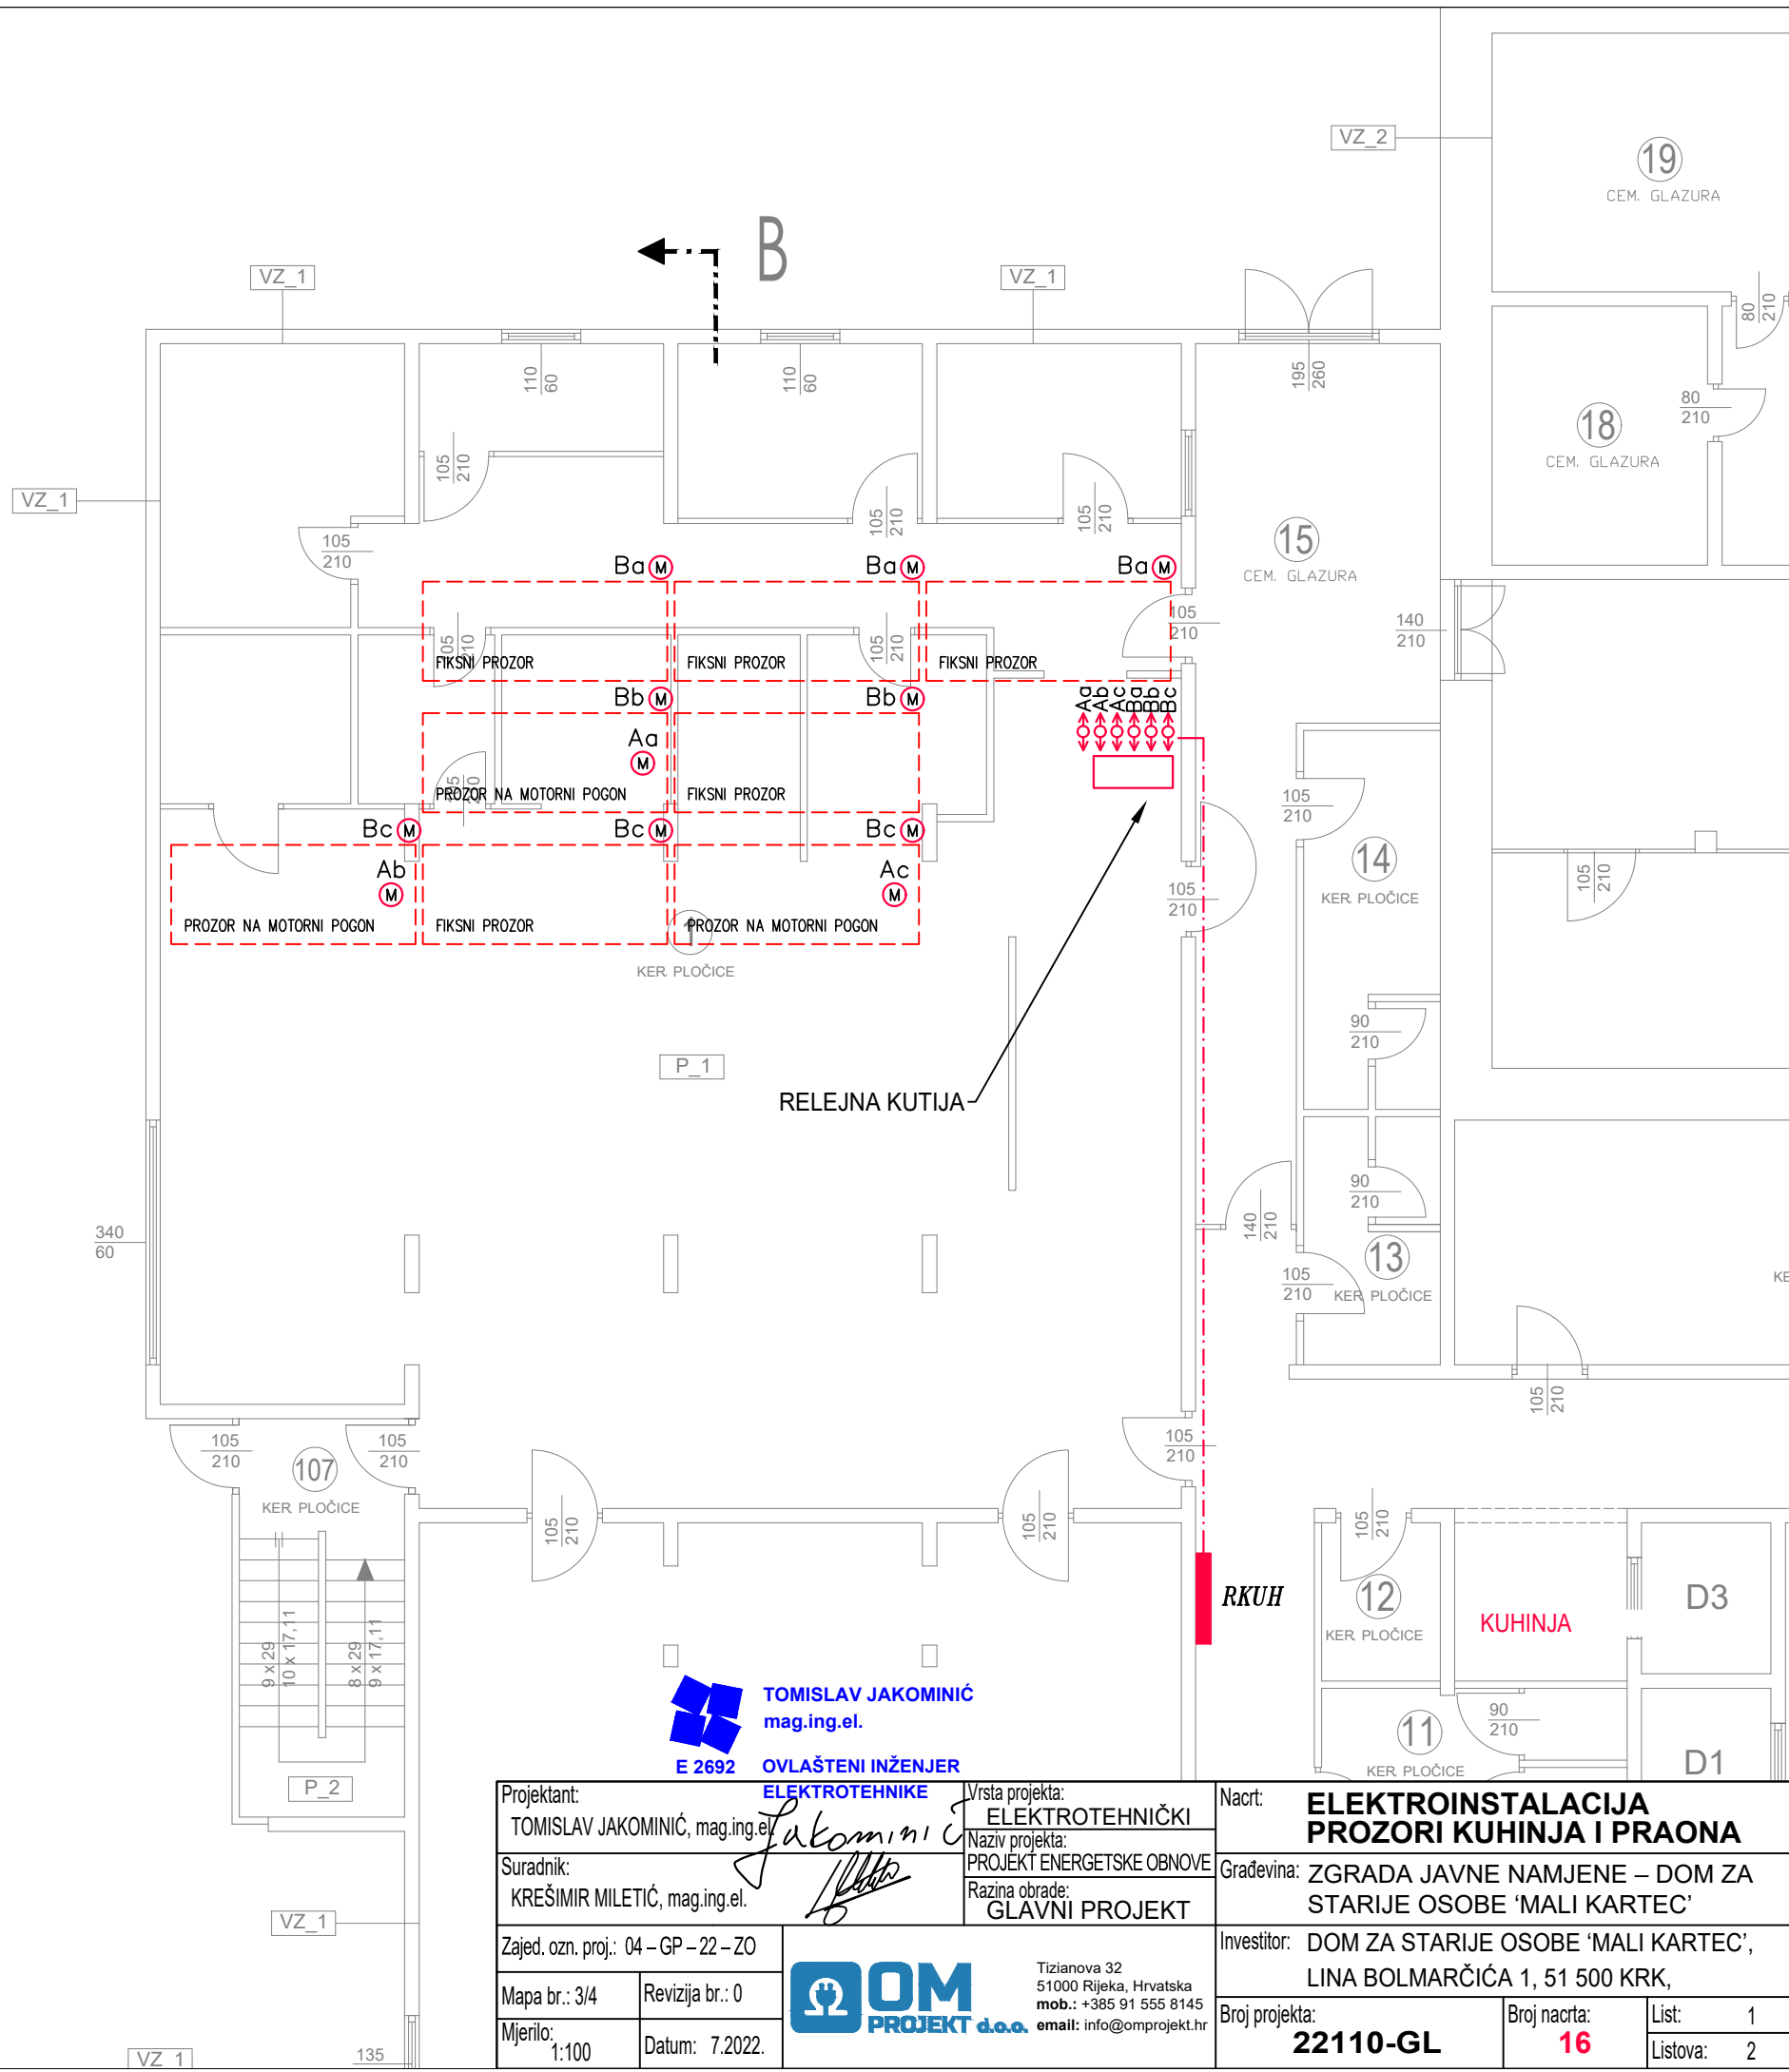 VZ_2
19
CEM. GLAZURA
B
VZ_1
VZ_1
80
210
110
60
110
60
195
260
80
210
18
CEM. GLAZURA
105
210
VZ_1
105
210
105
210
105
210
15
CEM. GLAZURA
Ba M
Ba M
Ba M
105
210
105
210
105
210
140
210
FIKSNI PROZOR
FIKSNI PROZOR
FIKSNI PROZOR
Bb M
Bb M
Aa
Ab
Ac
Ba
Bb
Bc
Aa
M
PROZOR NA MOTORNI POGON
FIKSNI PROZOR
105
210
Bc M
Bc M
Bc M
Ab
M
Ac
M
14
KER. PLOČICE
105
210
105
210
PROZOR NA MOTORNI POGON
FIKSNI PROZOR
PROZOR NA MOTORNI POGON
1
KER. PLOČICE
90
210
P_1
RELEJNA KUTIJA
90
210
340
60
140
210
13
KER. PLOČICE
105
210
KE
105
210
105
210
105
210
105
210
107
KER. PLOČICE
105
210
105
210
105
210
RKUH
12
KER. PLOČICE
KUHINJA
D3
9 x 29
10 x 17,11
8 x 29
9 x 17,11
90
210
11
KER. PLOČICE
D1
P_2
VZ_1
VZ_1
135
TOMISLAV JAKOMINIĆ
mag.ing.el.
E 2692 OVLAŠTENI INŽENJER
ELEKTROTEHNIKE
Projektant:
TOMISLAV JAKOMINIĆ, mag.ing.el.
Jakominić
Suradnik:
KREŠIMIR MILETIĆ, mag.ing.el.
Vrsta projekta:
ELEKTROTEHNIČKI
Naziv projekta:
PROJEKT ENERGETSKE OBNOVE
Razina obrade:
GLAVNI PROJEKT
Nacrt: ELEKTROINSTALACIJA
PROZORI KUHINJA I PRAONA
Građevina: ZGRADA JAVNE NAMJENE – DOM ZA
STARIJE OSOBE ‘MALI KARTEC’
Zajed. ozn. proj.: 04 – GP – 22 – ZO
Mapa br.: 3/4
Revizija br.: 0
Mjerilo:
1:100
Datum: 7.2022.
OM
PROJEKT d.o.o.
Tizianova 32
51000 Rijeka, Hrvatska
mob.: +385 91 555 8145
email: info@omprojekt.hr
Investitor: DOM ZA STARIJE OSOBE ‘MALI KARTEC’,
LINA BOLMARČIĆA 1, 51 500 KRK,
Broj projekta:
22110-GL
Broj nacrta:
16
List: 1
Listova: 2